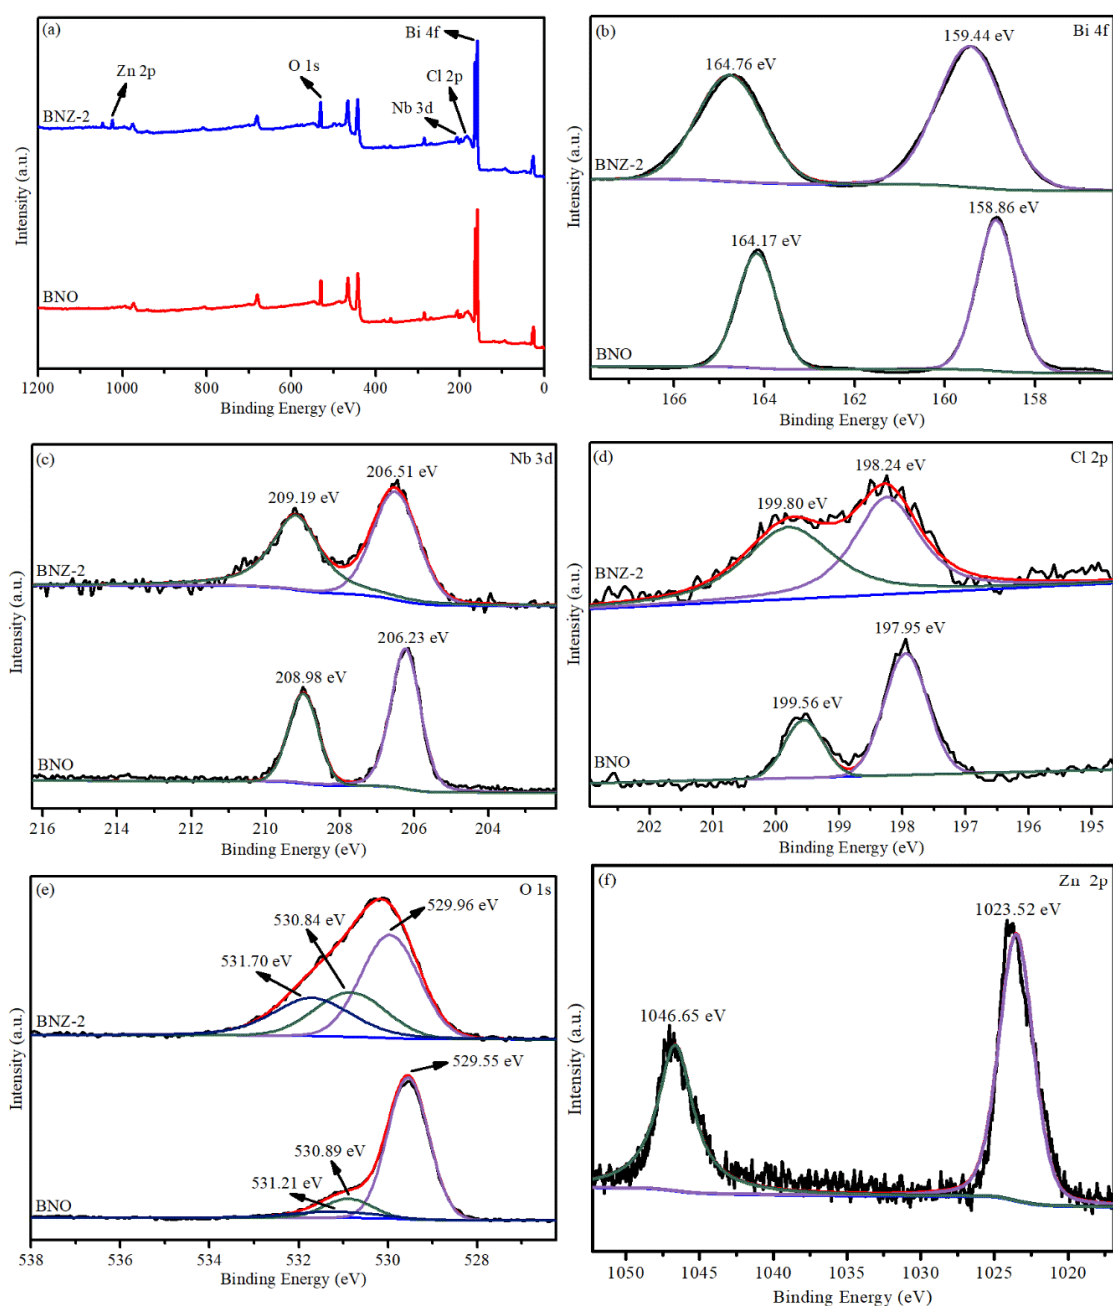 (a)
Bi 4f
Zn 2p
O 1s
Cl 2p
Nb 3d
BNZ-2
BNO
Intensity (a.u.)
1200 1000 800 600 400 200 0
Binding Energy (eV)
(b)
Bi 4f
159.44 eV
164.76 eV
BNZ-2
158.86 eV
164.17 eV
BNO
Intensity (a.u.)
166 164 162 160 158
Binding Energy (eV)
(c)
Nb 3d
206.51 eV
209.19 eV
BNZ-2
206.23 eV
208.98 eV
BNO
Intensity (a.u.)
216 214 212 210 208 206 204
Binding Energy (eV)
(d)
Cl 2p
198.24 eV
199.80 eV
BNZ-2
197.95 eV
199.56 eV
BNO
Intensity (a.u.)
202 201 200 199 198 197 196 195
Binding Energy (eV)
(e)
O 1s
530.84 eV
529.96 eV
531.70 eV
BNZ-2
529.55 eV
530.89 eV
531.21 eV
BNO
Intensity (a.u.)
538 536 534 532 530 528
Binding Energy (eV)
(f)
Zn 2p
1023.52 eV
1046.65 eV
Intensity (a.u.)
1050 1045 1040 1035 1030 1025 1020
Binding Energy (eV)